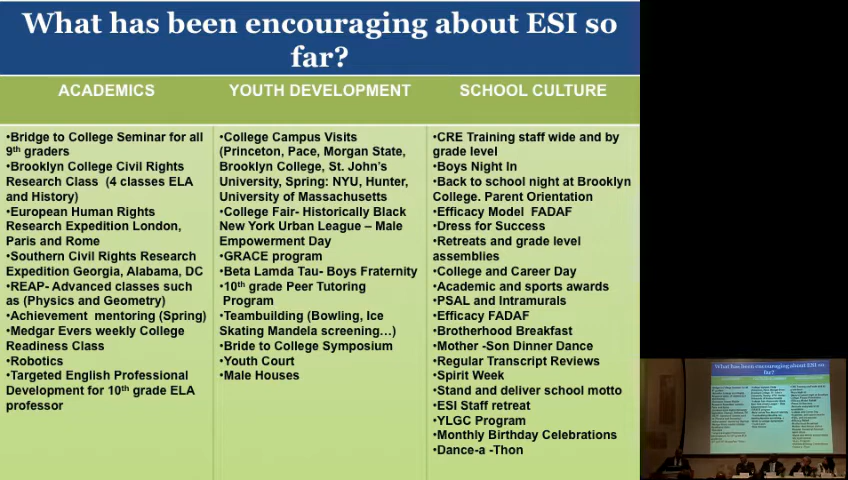 What has been encouraging about ESI so
far?
ACADEMICS
•Bridge to College Seminar for all
9th graders
•Brooklyn College Civil Rights
Research Class (4 classes ELA
and History)
•European Human Rights
Research Expedition London,
Paris and Rome
•Southern Civil Rights Research
Expedition Georgia, Alabama, DC
•REAP- Advanced classes such
as (Physics and Geometry)
•Achievement mentoring (Spring)
•Medgar Evers weekly College
Readiness Class
•Robotics
•Targeted English Professional
Development for 10th grade ELA
professor
YOUTH DEVELOPMENT
•College Campus Visits
(Princeton, Pace, Morgan State,
Brooklyn College, St. John's
University, Spring: NYU, Hunter,
University of Massachusetts
•College Fair- Historically Black
New York Urban League – Male
Empowerment Day
•GRACE program
•Beta Lamda Tau- Boys Fraternity
•10th grade Peer Tutoring
Program
•Teambuilding (Bowling, Ice
Skating Mandela screening…)
•Bride to College Symposium
•Youth Court
•Male Houses
SCHOOL CULTURE
•CRE Training staff wide and by
grade level
•Boys Night In
•Back to school night at Brooklyn
College. Parent Orientation
•Efficacy Model FADAF
•Dress for Success
•Retreats and grade level
assemblies
•College and Career Day
•Academic and sports awards
•PSAL and Intramurals
•Efficacy FADAF
•Brotherhood Breakfast
•Mother -Son Dinner Dance
•Regular Transcript Reviews
•Spirit Week
•Stand and deliver school motto
•ESI Staff retreat
•YLGC Program
•Monthly Birthday Celebrations
•Dance-a -Thon
What has been encouraging about ESI so
far?